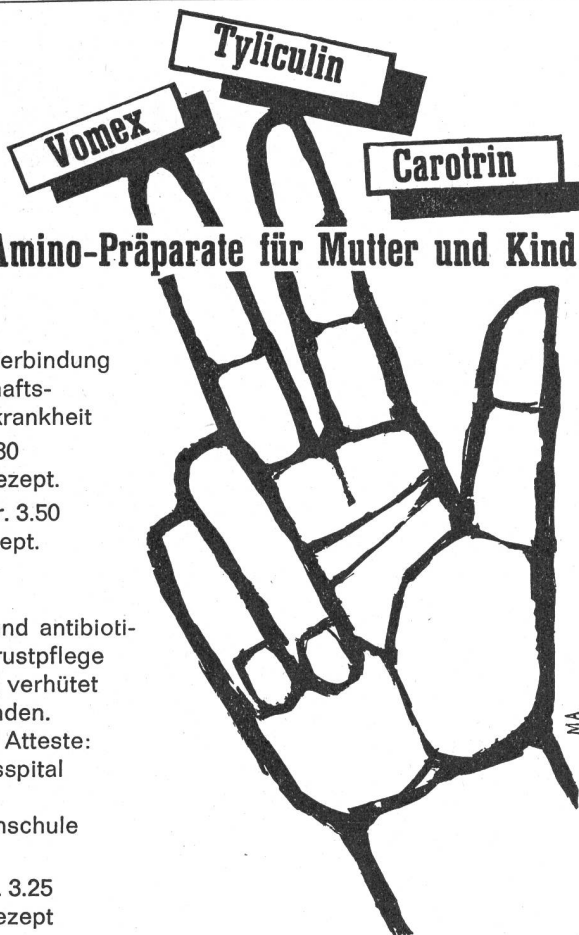 Tyliculin
Vomex
Carotrin
Amino-Präparate für Mutter und Kind
erbindung
afts-
krankheit
30
ezept.
r. 3.50
ept.
nd antibioti-
rustpflege
verhütet
nden.
Atteste:
sspital
nschule
. 3.25
ezept
MA